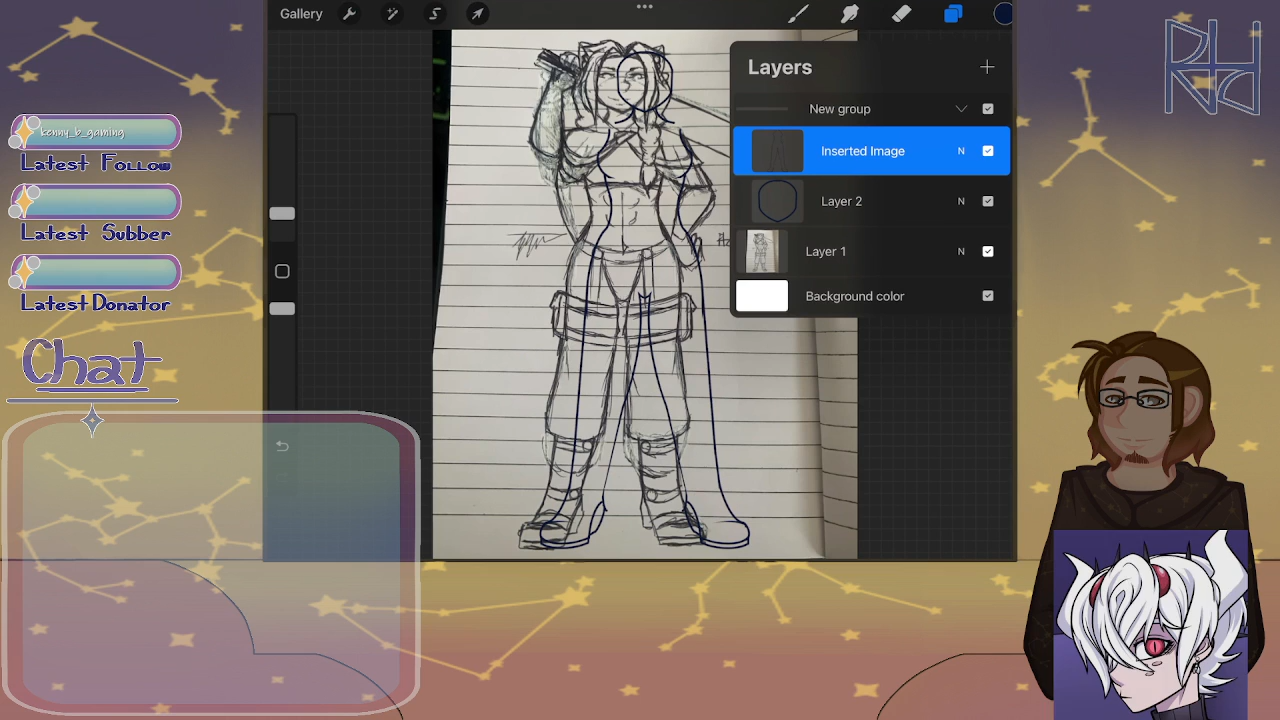 Gallery
Layers
New group
Inserted Image N
Layer 2 N
Layer 1 N
Background color
kenny_b_gaming
Latest Follow
Latest Subber
Latest Donator
Chat